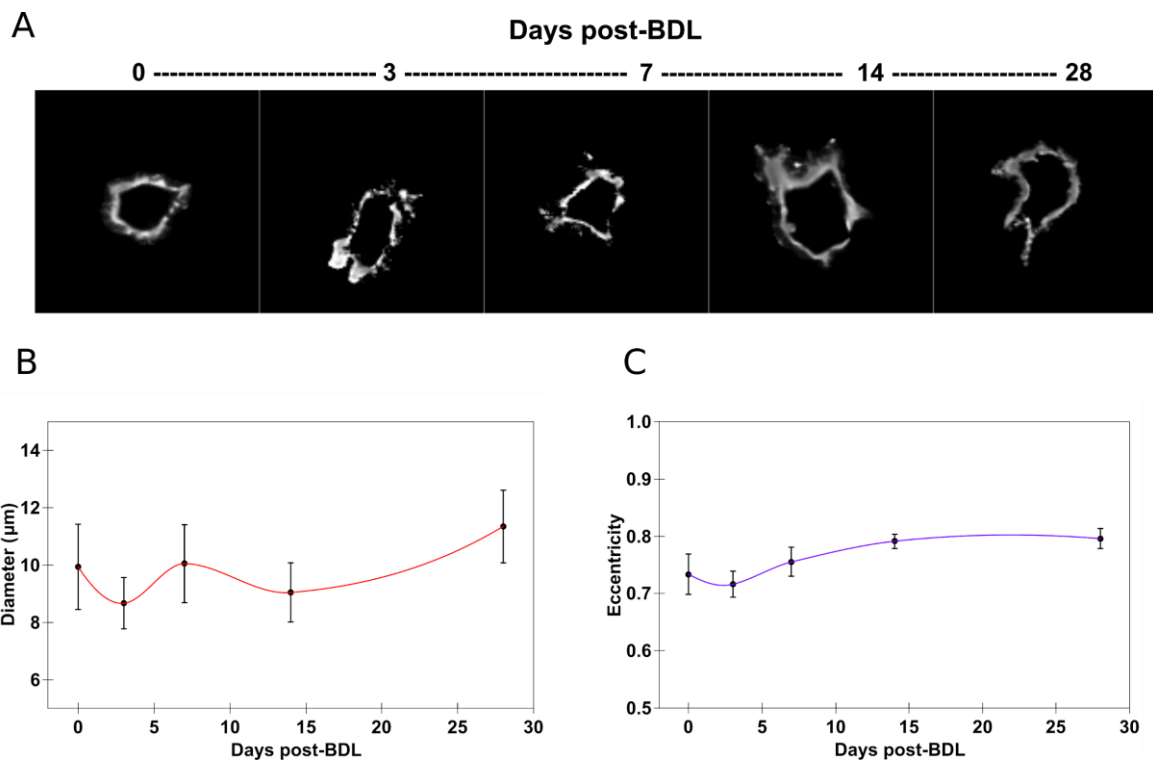 A
Days post-BDL
0 ---------------------- 3 ------------------------ 7 ------------------ 14 ---------------- 28
B
C
Diameter (µm)
14
12
10
8
6
0 5 10 15 20 25 30
Days post-BDL
Eccentricity
1.0
0.9
0.8
0.7
0.6
0.5
0 5 10 15 20 25 30
Days post-BDL